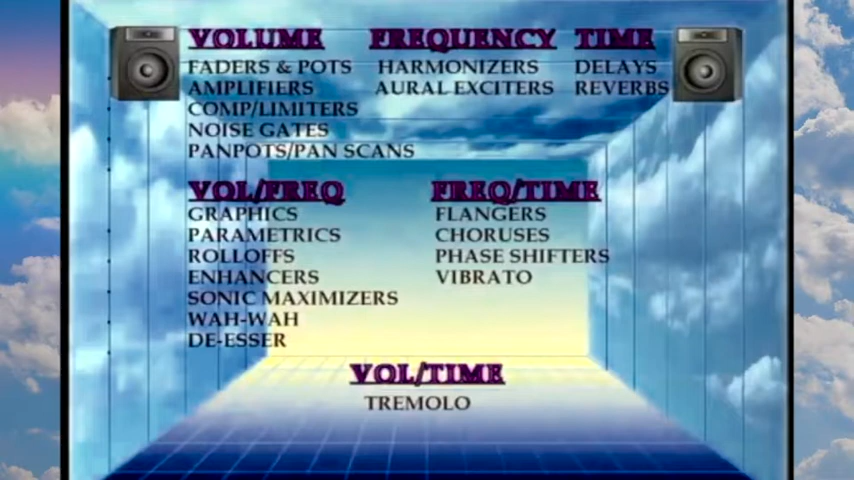 VOLUME FREQUENCY TIME
FADERS & POTS HARMONIZERS DELAYS
AMPLIFIERS AURAL EXCITERS REVERBS
COMP/LIMITERS
NOISE GATES
PANPOTS/PAN SCANS
VOL/FREQ FREQ/TIME
GRAPHICS FLANGERS
PARAMETRICS CHORUSES
ROLLOFFS PHASE SHIFTERS
ENHANCERS VIBRATO
SONIC MAXIMIZERS
WAH-WAH
DE-ESSER
VOL/TIME
TREMOLO